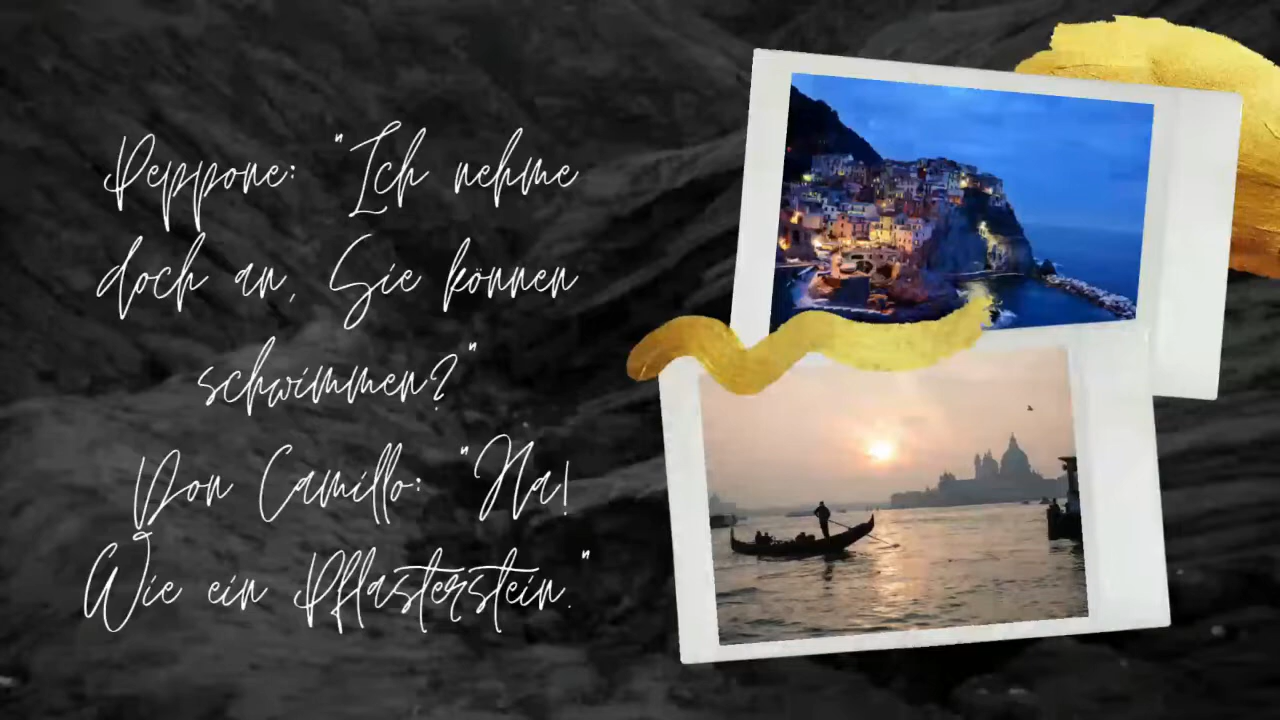 Peppone: "Ich nehme
doch an, Sie können
schwimmen?"
Don Camillo: "Na!
Wie ein Pflasterstein."